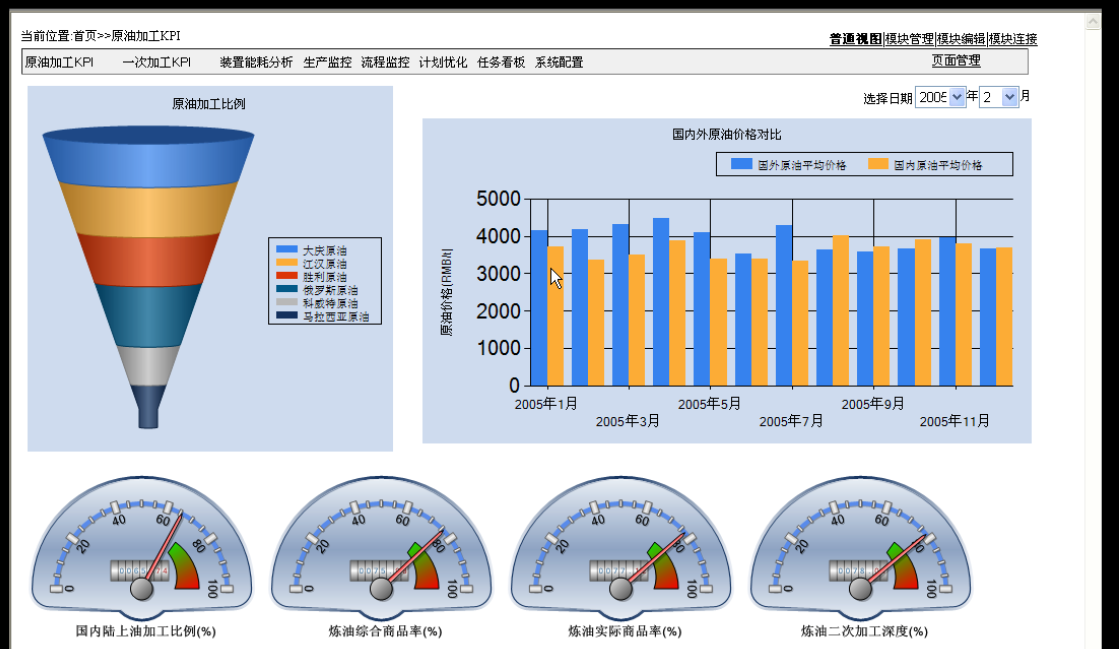 当前位置:首页>>原油加工KPI
普通视图|模块管理|模块编辑|模块连接
原油加工KPI 一次加工KPI 装置能耗分析 生产监控 流程监控 计划优化 任务看板 系统配置 页面管理
选择日期 2005 年 2 月
原油加工比例
大庆原油
江汉原油
胜利原油
俄罗斯原油
科威特原油
马拉西亚原油
国内外原油价格对比
国外原油平均价格 国内原油平均价格
原油价格(RMB/t)
5000
4000
3000
2000
1000
0
2005年1月 2005年5月 2005年9月
2005年3月 2005年7月 2005年11月
0 20 40 60 80 100
0 20 40 60 80 100
0 20 40 60 80 100
0 20 40 60 80 100
国内陆上油加工比例(%) 炼油综合商品率(%) 炼油实际商品率(%) 炼油二次加工深度(%)